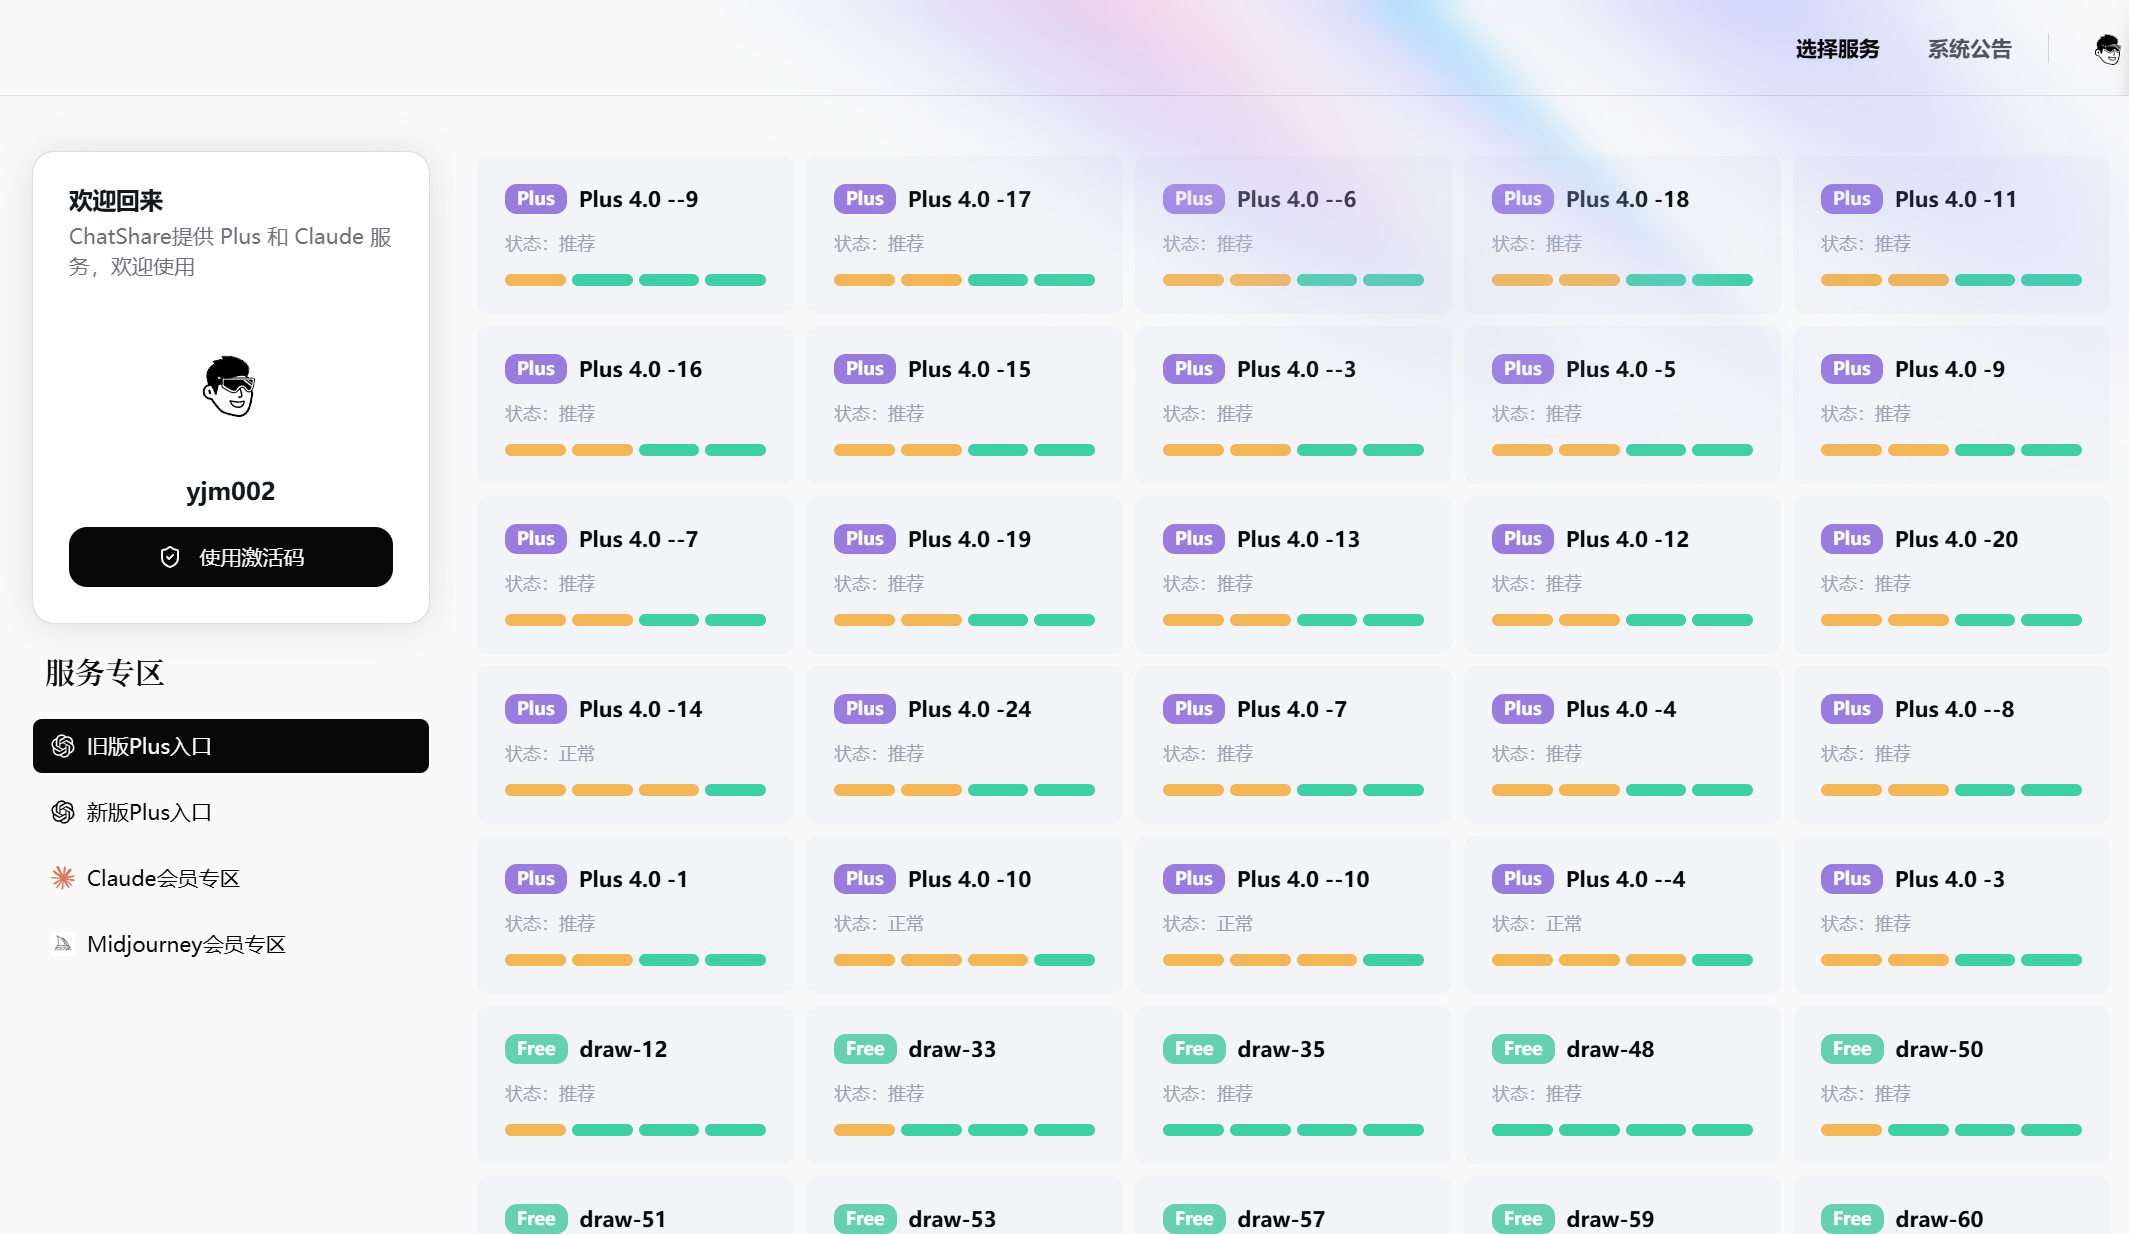 选择服务
系统公告
欢迎回来
ChatShare提供 Plus 和 Claude 服
务，欢迎使用
yjm002
使用激活码
服务专区
旧版Plus入口
新版Plus入口
Claude会员专区
Midjourney会员专区
Plus Plus 4.0 --9
状态：推荐
Plus Plus 4.0 -17
状态：推荐
Plus Plus 4.0 --6
状态：推荐
Plus Plus 4.0 -18
状态：推荐
Plus Plus 4.0 -11
状态：推荐
Plus Plus 4.0 -16
状态：推荐
Plus Plus 4.0 -15
状态：推荐
Plus Plus 4.0 --3
状态：推荐
Plus Plus 4.0 -5
状态：推荐
Plus Plus 4.0 -9
状态：推荐
Plus Plus 4.0 --7
状态：推荐
Plus Plus 4.0 -19
状态：推荐
Plus Plus 4.0 -13
状态：推荐
Plus Plus 4.0 -12
状态：推荐
Plus Plus 4.0 -20
状态：推荐
Plus Plus 4.0 -14
状态：正常
Plus Plus 4.0 -24
状态：推荐
Plus Plus 4.0 -7
状态：推荐
Plus Plus 4.0 -4
状态：推荐
Plus Plus 4.0 --8
状态：推荐
Plus Plus 4.0 -1
状态：推荐
Plus Plus 4.0 -10
状态：正常
Plus Plus 4.0 --10
状态：正常
Plus Plus 4.0 --4
状态：正常
Plus Plus 4.0 -3
状态：推荐
Free draw-12
状态：推荐
Free draw-33
状态：推荐
Free draw-35
状态：推荐
Free draw-48
状态：推荐
Free draw-50
状态：推荐
Free draw-51
Free draw-53
Free draw-57
Free draw-59
Free draw-60